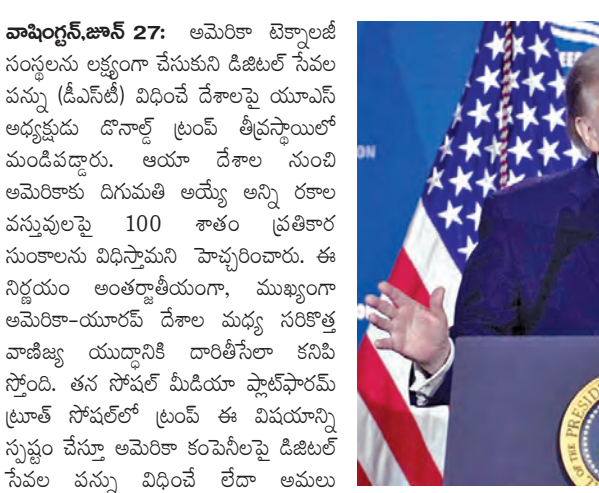 వాషింగ్టన్,జూన్ 27: అమెరికా టెక్నాలజీ
సంస్థలను లక్ష్యంగా చేసుకుని డిజిటల్ సేవల
పన్ను (డీఎస్‌టీ) విధించే దేశాలపై యూఎస్
అధ్యక్షుడు డొనాల్డ్ ట్రంప్ తీవ్రస్థాయిలో
మండిపడ్డారు. ఆయా దేశాల నుంచి
అమెరికాకు దిగుమతి అయ్యే అన్ని రకాల
వస్తువులపై 100 శాతం ప్రతికార
సుంకాలను విధిస్తామని హెచ్చరించారు. ఈ
నిర్ణయం అంతర్జాతీయంగా, ముఖ్యంగా
అమెరికా-యూరప్ దేశాల మధ్య సరికొత్త
వాణిజ్య యుద్ధానికి దారితీసేలా కనిపి
స్తోంది. తన సోషల్ మీడియా ప్లాట్‌ఫారమ్
ట్రూత్ సోషల్‌లో ట్రంప్ ఈ విషయాన్ని
స్పష్టం చేస్తూ అమెరికా కంపెనీలపై డిజిటల్
సేవల పన్ను విధించే లేదా అమలు